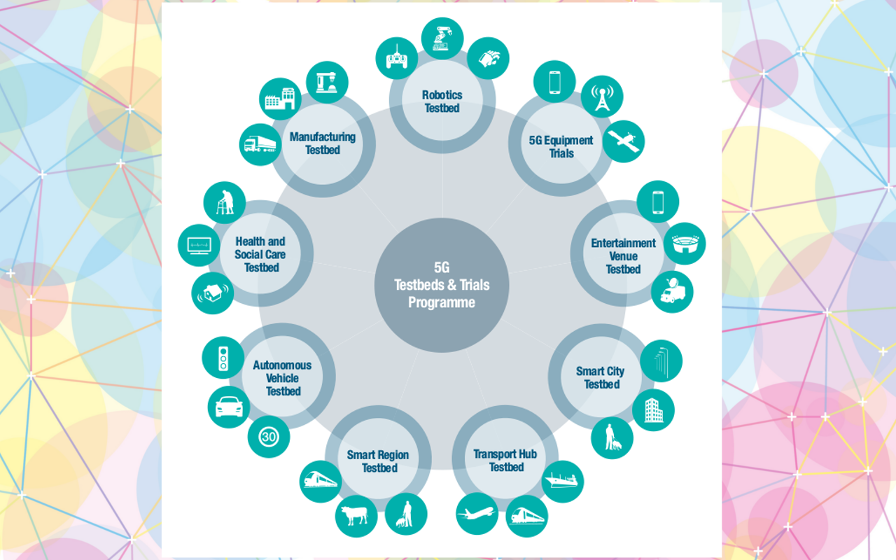 Robotics
Testbed
5G Equipment
Trials
Entertainment
Venue
Testbed
Smart City
Testbed
Transport Hub
Testbed
Smart Region
Testbed
30
Autonomous
Vehicle
Testbed
Health and
Social Care
Testbed
Manufacturing
Testbed
5G
Testbeds & Trials
Programme